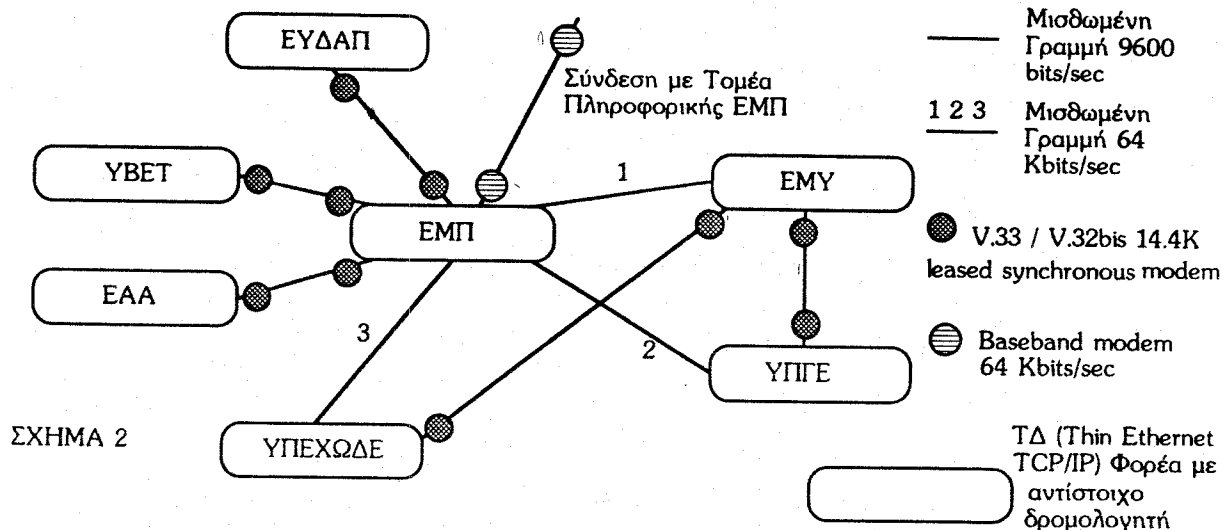 ΕΥΔΑΠ
Σύνδεση με Τομέα
Πληροφορικής ΕΜΠ
ΥΒΕΤ
1
ΕΜΥ
ΕΜΠ
ΕΑΑ
3
2
ΥΠΓΕ
ΥΠΕΧΩΔΕ
ΣΧΗΜΑ 2
Μισθωμένη
Γραμμή 9600
bits/sec
1 2 3 Μισθωμένη
Γραμμή 64
Kbits/sec
V.33 / V.32bis 14.4K
leased synchronous modem
Baseband modem
64 Kbits/sec
ΤΔ (Thin Ethernet
TCP/IP) Φορέα με
αντίστοιχο
δρομολογητή